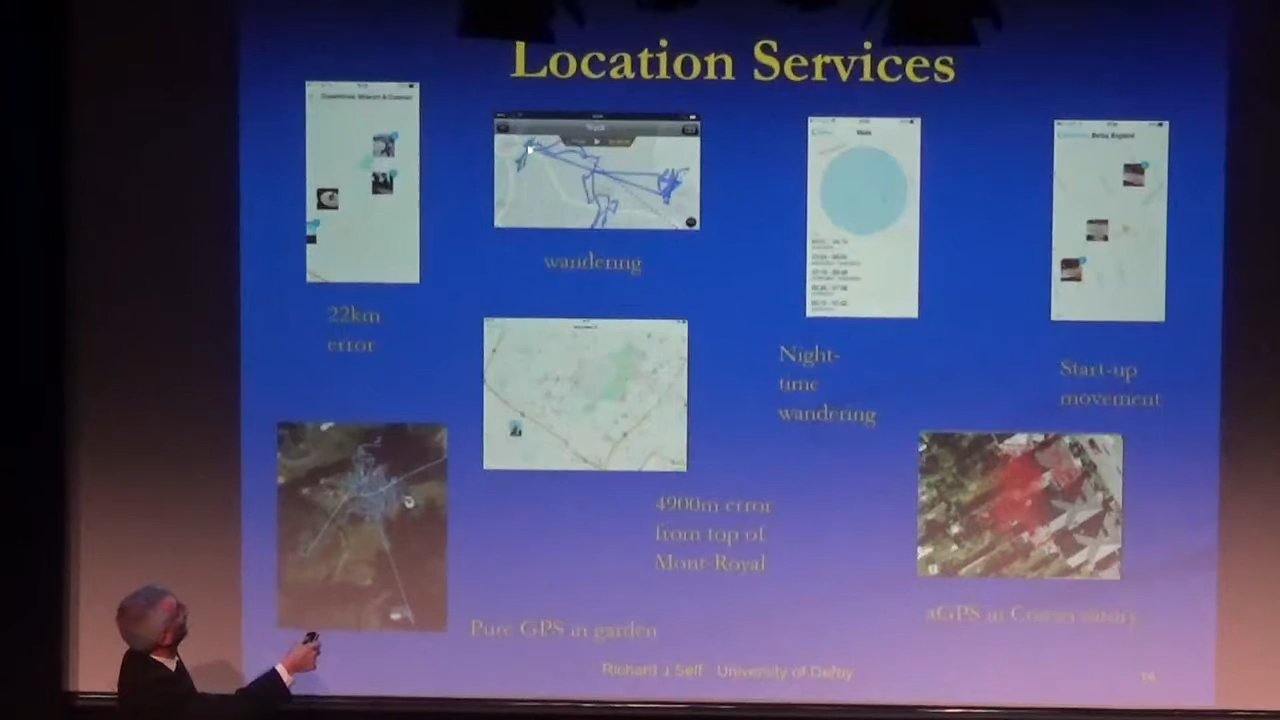 Location Services
22km
error
wandering
Night-
time
wandering
Start-up
movement
4900m error
from top of
Mont-Royal
Pure GPS in garden
aGPS in Conservatory
Richard J Self University of Derby